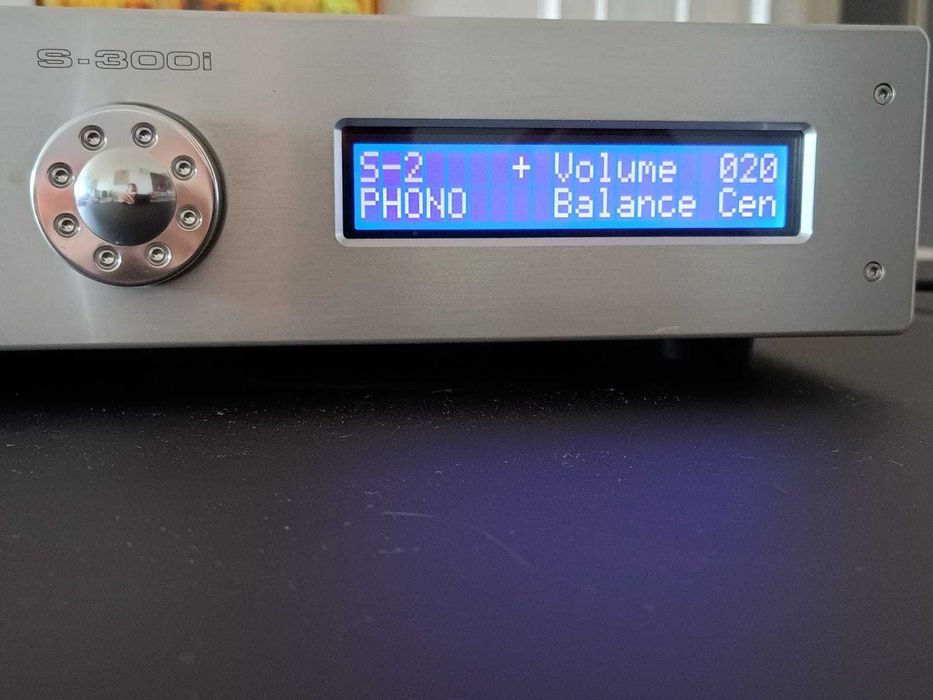 S-300i
S-2 + Volume 020
PHONO Balance Cen